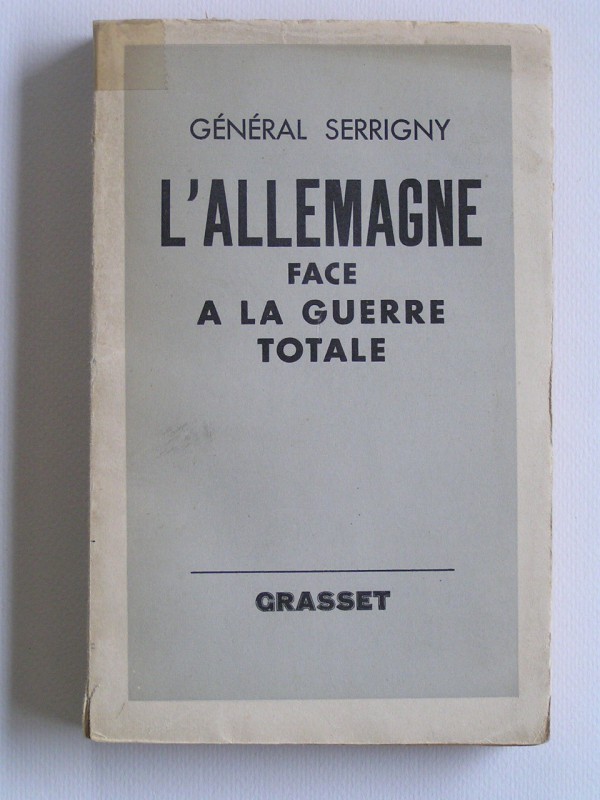 GÉNÉRAL SERRIGNY
L'ALLEMAGNE
FACE
A LA GUERRE
TOTALE
GRASSET